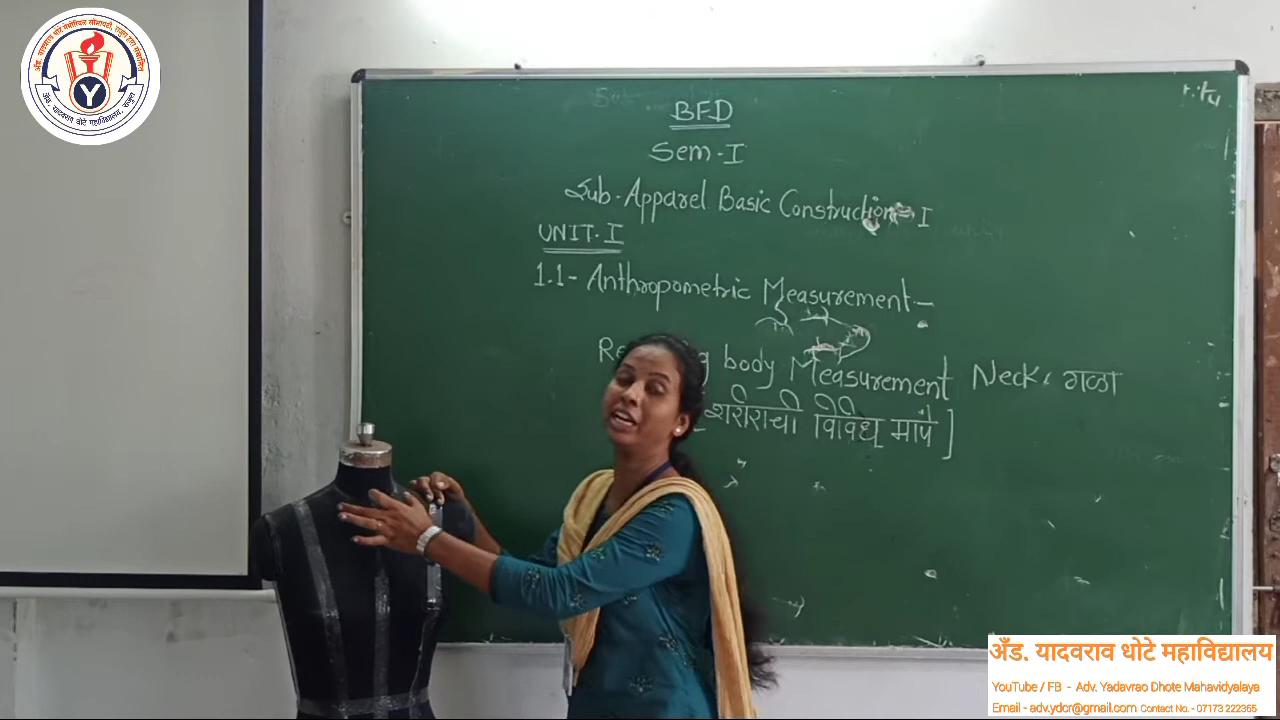 BFD
Sem-I
Sub. Apparel Basic Construction - I
UNIT-I
1.1- Anthropometric Measurement-
body Measurement Neck. गळा
[शरीराची विविध मापे]
Y
अ‍ॅड. यादवराव धोटे महाविद्यालय
YouTube / FB - Adv. Yadavrao Dhote Mahavidyalaya
Email - adv.ydcr@gmail.com Contact No. - 07173 222365